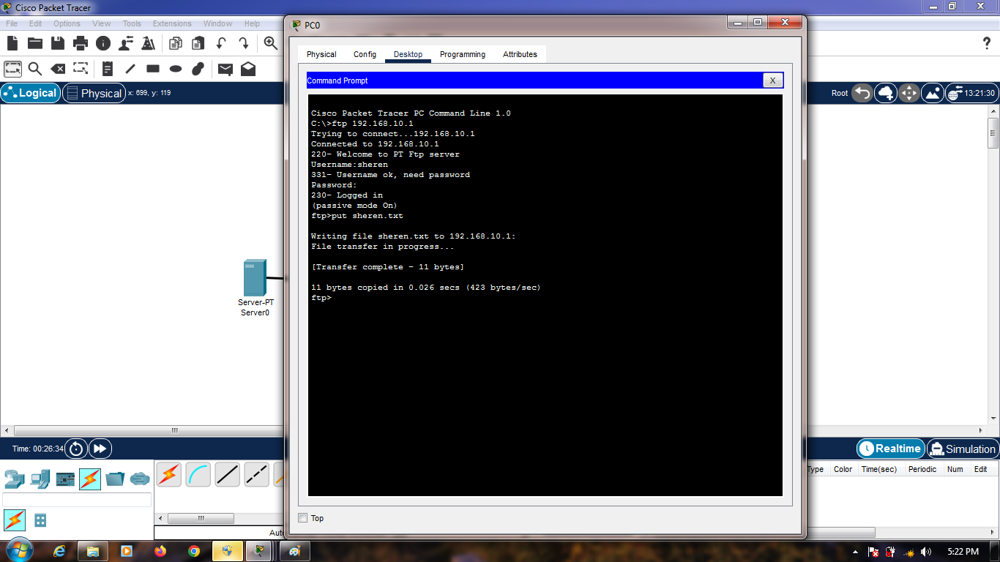 Cisco Packet Tracer
File Edit Options View Tools Extensions Window Help
Logical
Physical
x: 699, y: 119
Root
13:21:30
Server-PT
Server0
PC0
Physical Config Desktop Programming Attributes
Command Prompt
X
Cisco Packet Tracer PC Command Line 1.0
C:\>ftp 192.168.10.1
Trying to connect...192.168.10.1
Connected to 192.168.10.1
220- Welcome to PT Ftp server
Username:sheren
331- Username ok, need password
Password:
230- Logged in
(passive mode On)
ftp>put sheren.txt
Writing file sheren.txt to 192.168.10.1:
File transfer in progress...
[Transfer complete - 11 bytes]
11 bytes copied in 0.026 secs (423 bytes/sec)
ftp>
Top
Time: 00:26:34
Realtime
Simulation
Type Color Time(sec) Periodic Num Edit
Auto
5:22 PM